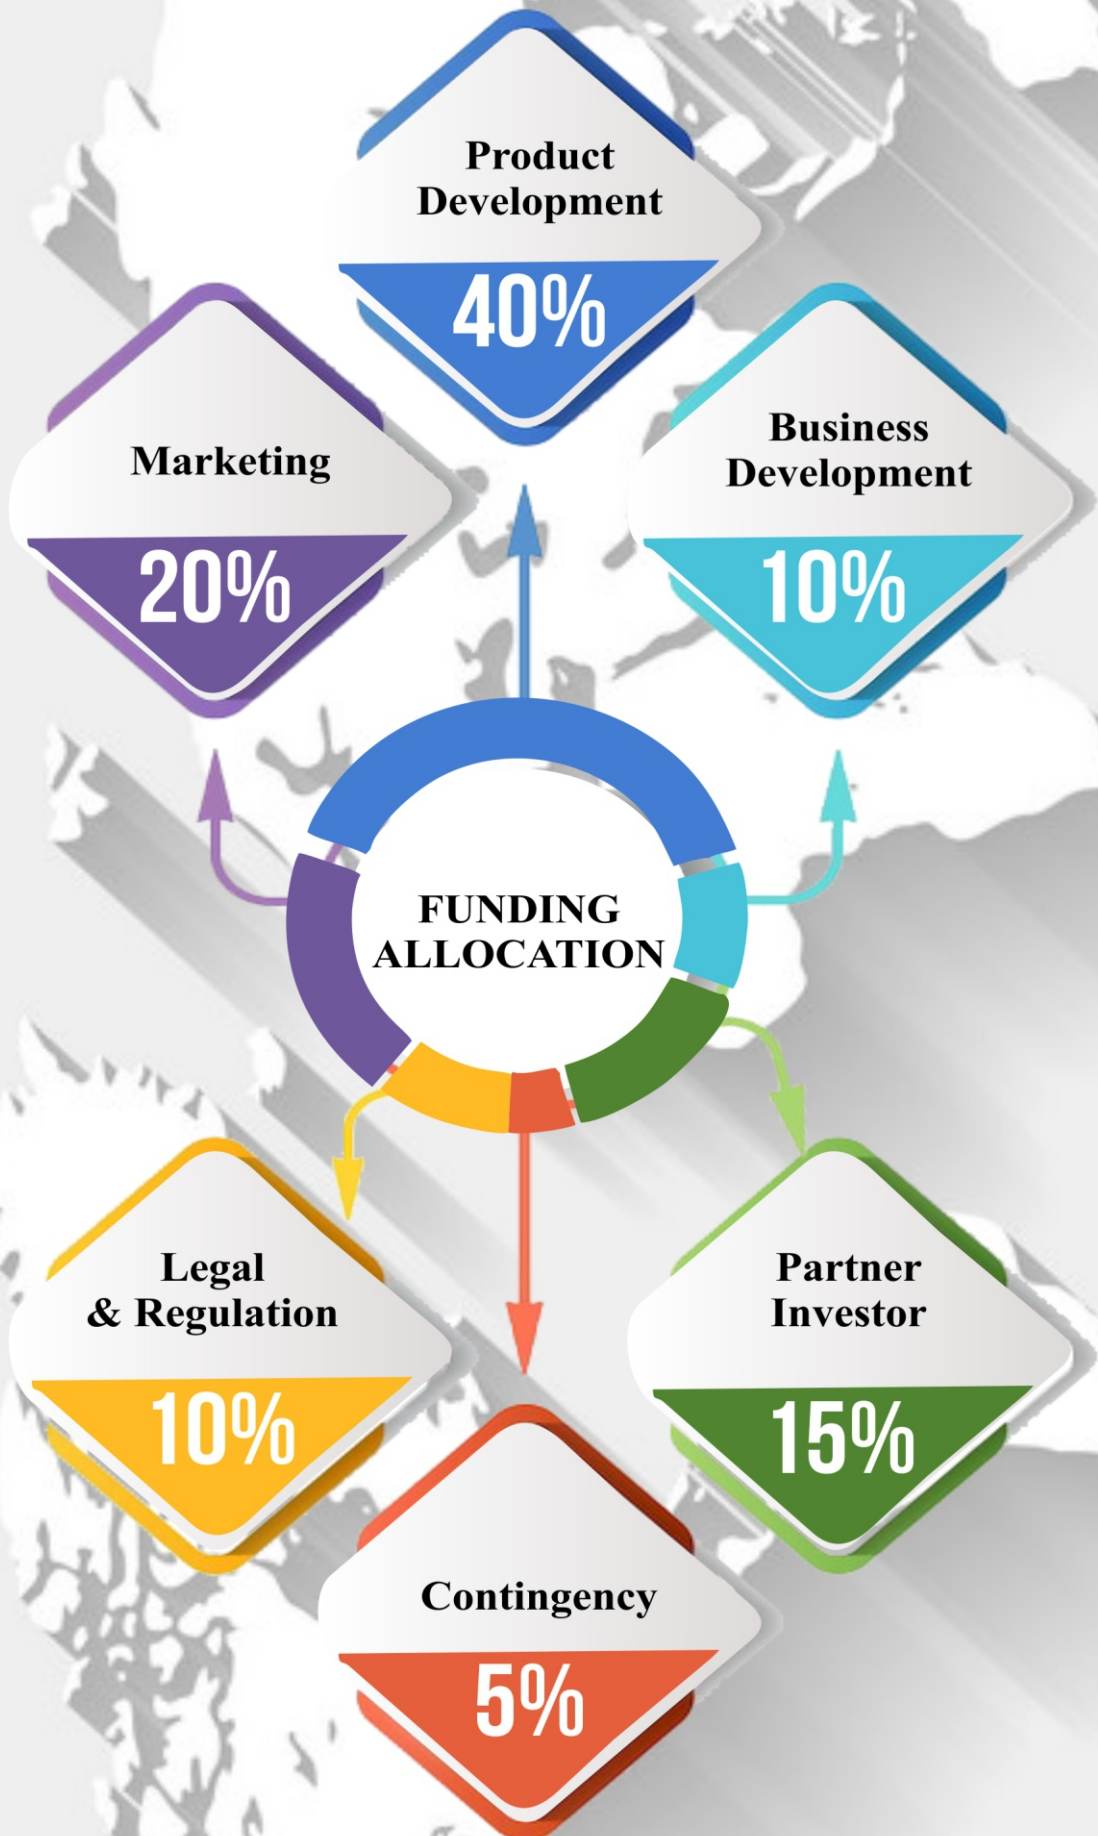 Product
Development
40%
Marketing
20%
Business
Development
10%
FUNDING
ALLOCATION
Legal
& Regulation
10%
Partner
Investor
15%
Contingency
5%